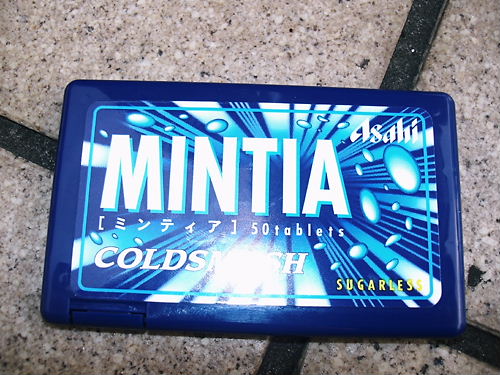 Asahi
MINTIA
[ミンティア] 50tablets
COLDSMASH
SUGARLESS